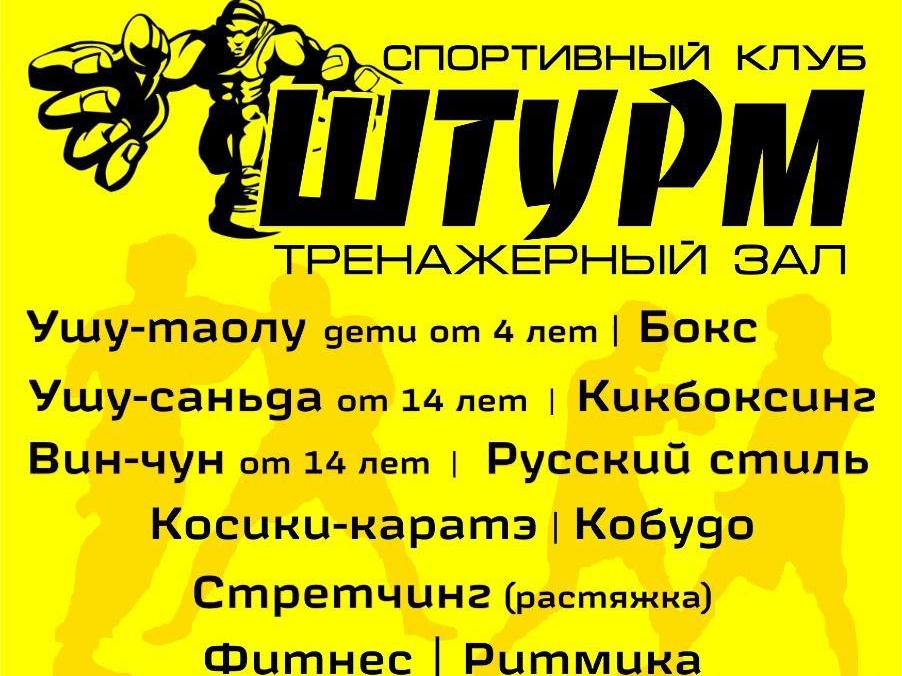 СПОРТИВНЫЙ КЛУБ
ШТУРМ
ТРЕНАЖЕРНЫЙ ЗАЛ
Ушу-таолу дети от 4 лет | Бокс
Ушу-саньда от 14 лет | Кикбоксинг
Вин-чун от 14 лет | Русский стиль
Косики-каратэ | Кобудо
Стретчинг (растяжка)
Фитнес | Ритмика